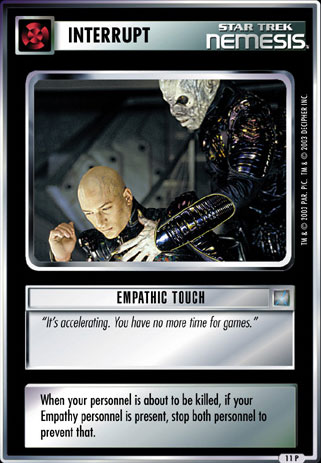 INTERRUPT
STAR TREK
NEMESIS.
TM & © 2003 PAR. PIC. TM & © 2003 DECIPHER INC.
EMPATHIC TOUCH
"It's accelerating. You have no more time for games."
When your personnel is about to be killed, if your
Empathy personnel is present, stop both personnel to
prevent that.
11 P